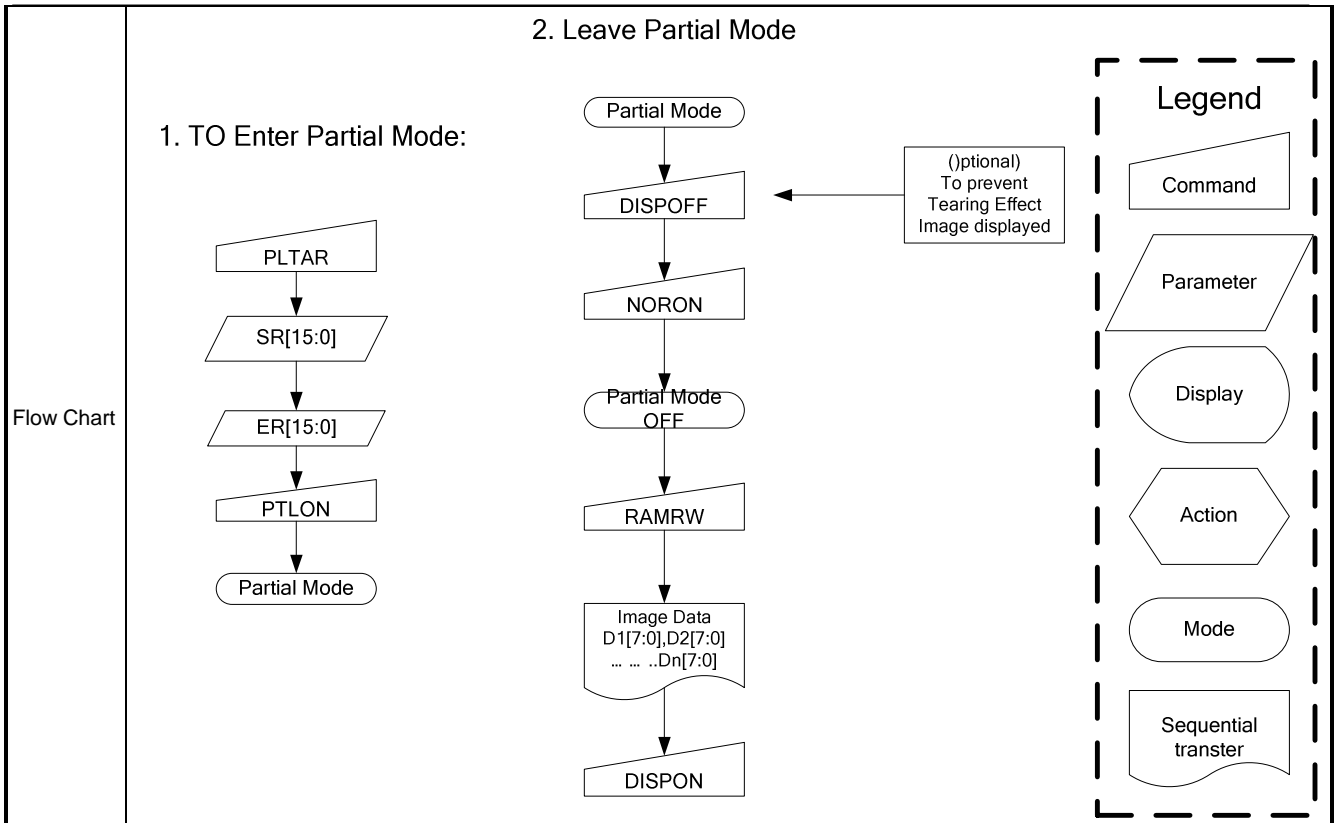 Flow Chart
1. TO Enter Partial Mode:
PLTAR
SR[15:0]
ER[15:0]
PTLON
Partial Mode
2. Leave Partial Mode
Partial Mode
DISPOFF
()ptional)
To prevent
Tearing Effect
Image displayed
NORON
Partial Mode
OFF
RAMRW
Image Data
D1[7:0],D2[7:0]
... ... ..Dn[7:0]
DISPON
Legend
Command
Parameter
Display
Action
Mode
Sequential
transter